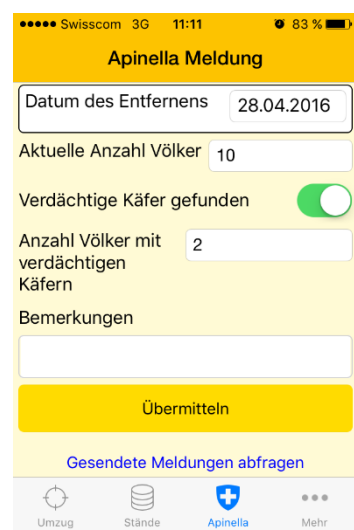 Swisscom 3G 11:11 83 %
Apinella Meldung
Datum des Entfernens 28.04.2016
Aktuelle Anzahl Völker 10
Verdächtige Käfer gefunden
Anzahl Völker mit 2
verdächtigen
Käfern
Bemerkungen
Übermitteln
Gesendete Meldungen abfragen
Umzug Stände Apinella Mehr